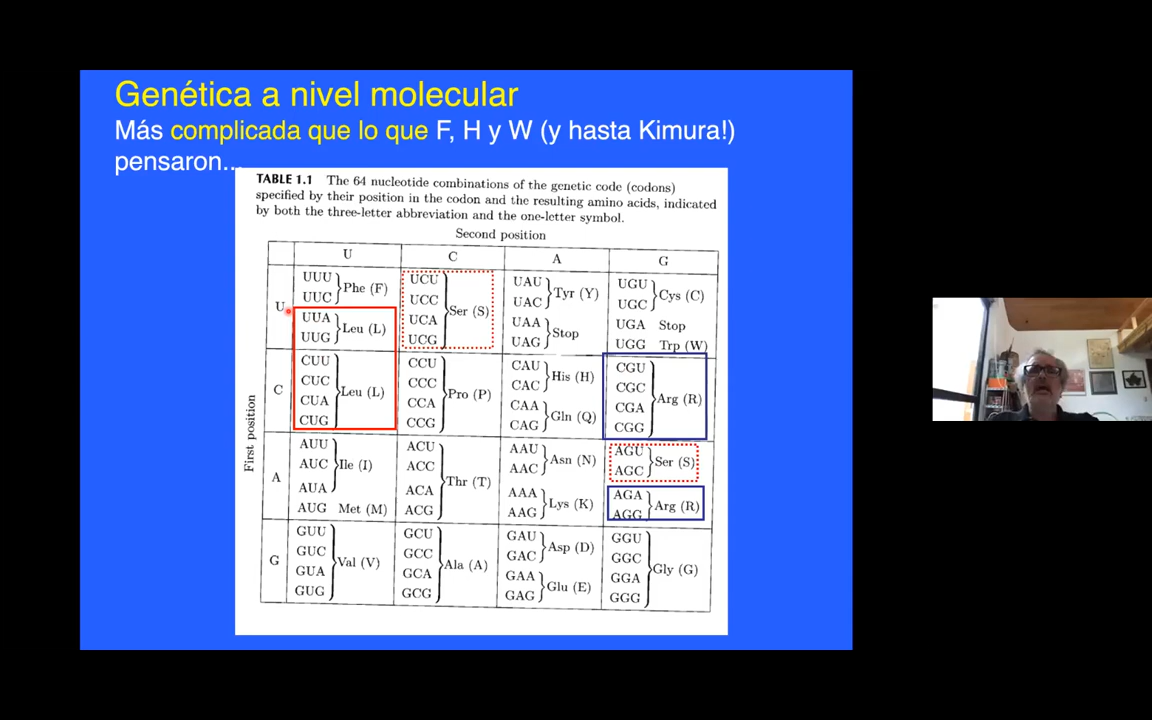 Genética a nivel molecular
Más complicada que lo que F, H y W (y hasta Kimura!)
pensaron...
TABLE 1.1 The 64 nucleotide combinations of the genetic code (codons)
specified by their position in the codon and the resulting amino acids, indicated
by both the three-letter abbreviation and the one-letter symbol.
Second position
U C A G
First position
U
UUU UCU UAU UGU
Phe (F) Tyr (Y) Cys (C)
UUC UCC UAC UGC
Ser (S)
UUA UCA UAA UGA Stop
Leu (L) Stop
UUG UCG UAG UGG Trp (W)
C
CUU CCU CAU CGU
His (H)
CUC CCC CAC CGC
Leu (L) Pro (P) Arg (R)
CUA CCA CAA CGA
Gln (Q)
CUG CCG CAG CGG
A
AUU ACU AAU AGU
Asn (N) Ser (S)
AUC Ile (I) ACC AAC AGC
Thr (T)
AUA ACA AAA AGA
Lys (K) Arg (R)
AUG Met (M) ACG AAG AGG
G
GUU GCU GAU GGU
Asp (D)
GUC GCC GAC GGC
Val (V) Ala (A) Gly (G)
GUA GCA GAA GGA
Glu (E)
GUG GCG GAG GGG